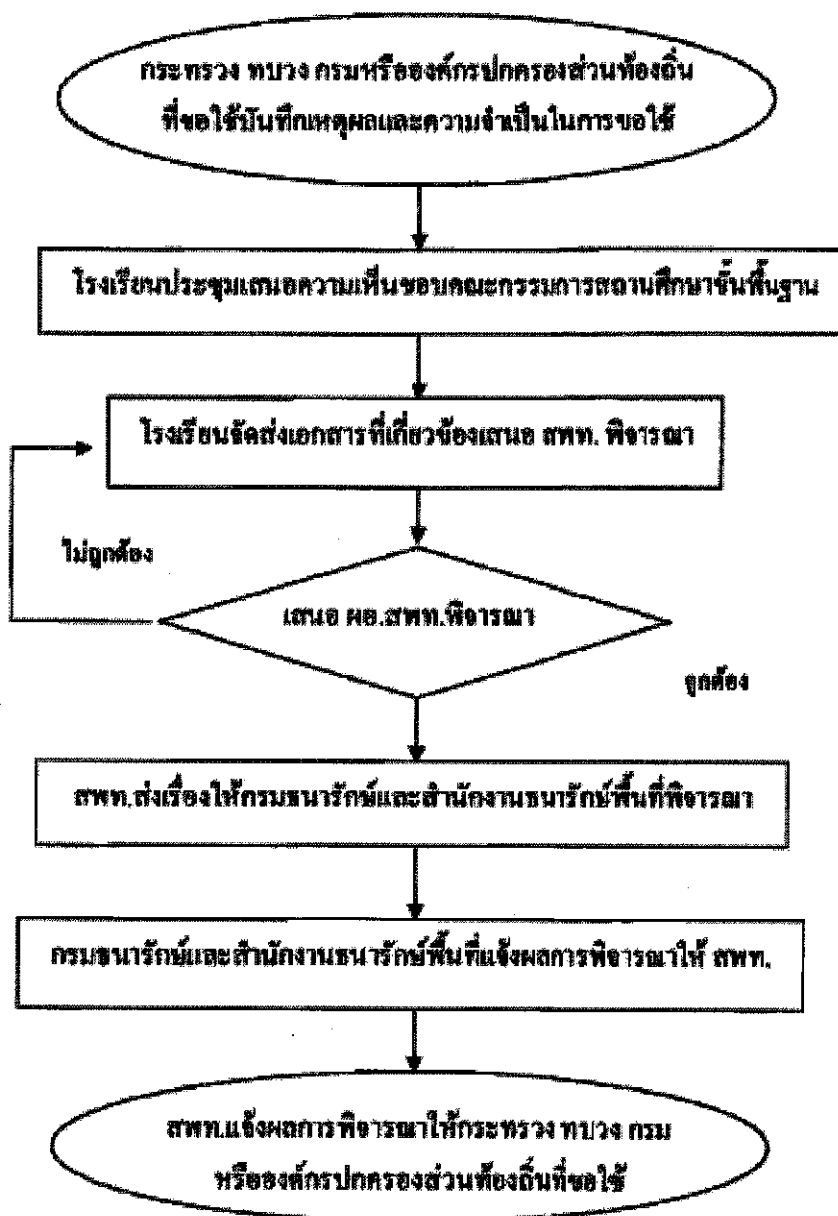 กระทรวง ทบวง กรมหรือองค์กรปกครองส่วนท้องถิ่น
ที่ขอใช้บันทึกเหตุผลและความจำเป็นในการขอใช้
โรงเรียนประชุมเสนอความเห็นชอบคณะกรรมการสถานศึกษาขั้นพื้นฐาน
โรงเรียนจัดส่งเอกสารที่เกี่ยวข้องเสนอ สพท. พิจารณา
ไม่ถูกต้อง
เสนอ ผอ.สพท.พิจารณา
ถูกต้อง
สพท.ส่งเรื่องให้กรมธนารักษ์และสำนักงานธนารักษ์พื้นที่พิจารณา
กรมธนารักษ์และสำนักงานธนารักษ์พื้นที่แจ้งผลการพิจารณาให้ สพท.
สพท.แจ้งผลการพิจารณาให้กระทรวง ทบวง กรม
หรือองค์กรปกครองส่วนท้องถิ่นที่ขอใช้